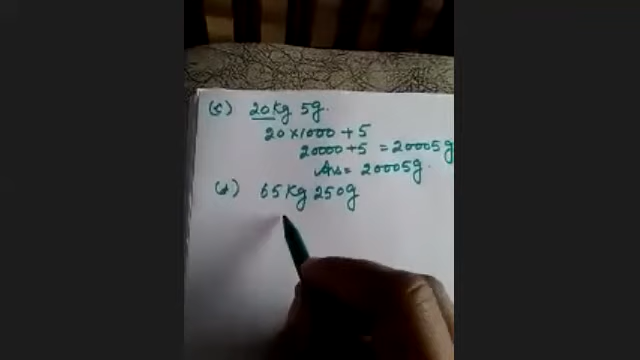 (c) 20Kg 5g.
20 × 1000 + 5
20000 + 5 = 20005g
Ans = 20005g.
(d) 65Kg 250g